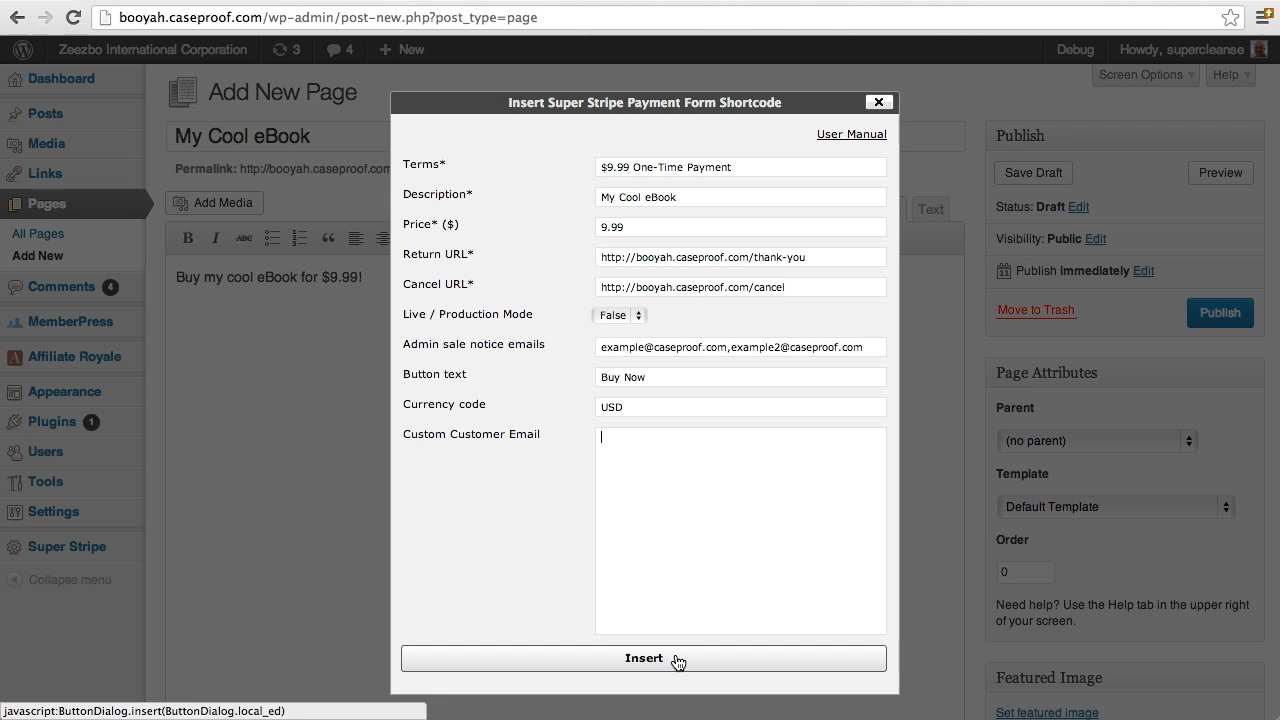 booyah.caseproof.com/wp-admin/post-new.php?post_type=page
Zeezbo International Corporation 3 4 + New Debug Howdy, supercleanse
Dashboard
Posts
Media
Links
Pages
All Pages
Add New
Comments 4
MemberPress
Affiliate Royale
Appearance
Plugins 1
Users
Tools
Settings
Super Stripe
Collapse menu
Screen Options Help
Add New Page
My Cool eBook
Permalink: http://booyah.caseproof.com
Add Media
Text
B I ABC
Buy my cool eBook for $9.99!
Insert Super Stripe Payment Form Shortcode
User Manual
Terms* $9.99 One-Time Payment
Description* My Cool eBook
Price* ($) 9.99
Return URL* http://booyah.caseproof.com/thank-you
Cancel URL* http://booyah.caseproof.com/cancel
Live / Production Mode False
Admin sale notice emails example@caseproof.com,example2@caseproof.com
Button text Buy Now
Currency code USD
Custom Customer Email
Insert
Publish
Save Draft Preview
Status: Draft Edit
Visibility: Public Edit
Publish immediately Edit
Move to Trash Publish
Page Attributes
Parent
(no parent)
Template
Default Template
Order
0
Need help? Use the Help tab in the upper right
of your screen.
Featured Image
Set featured image
javascript:ButtonDialog.insert(ButtonDialog.local_ed)